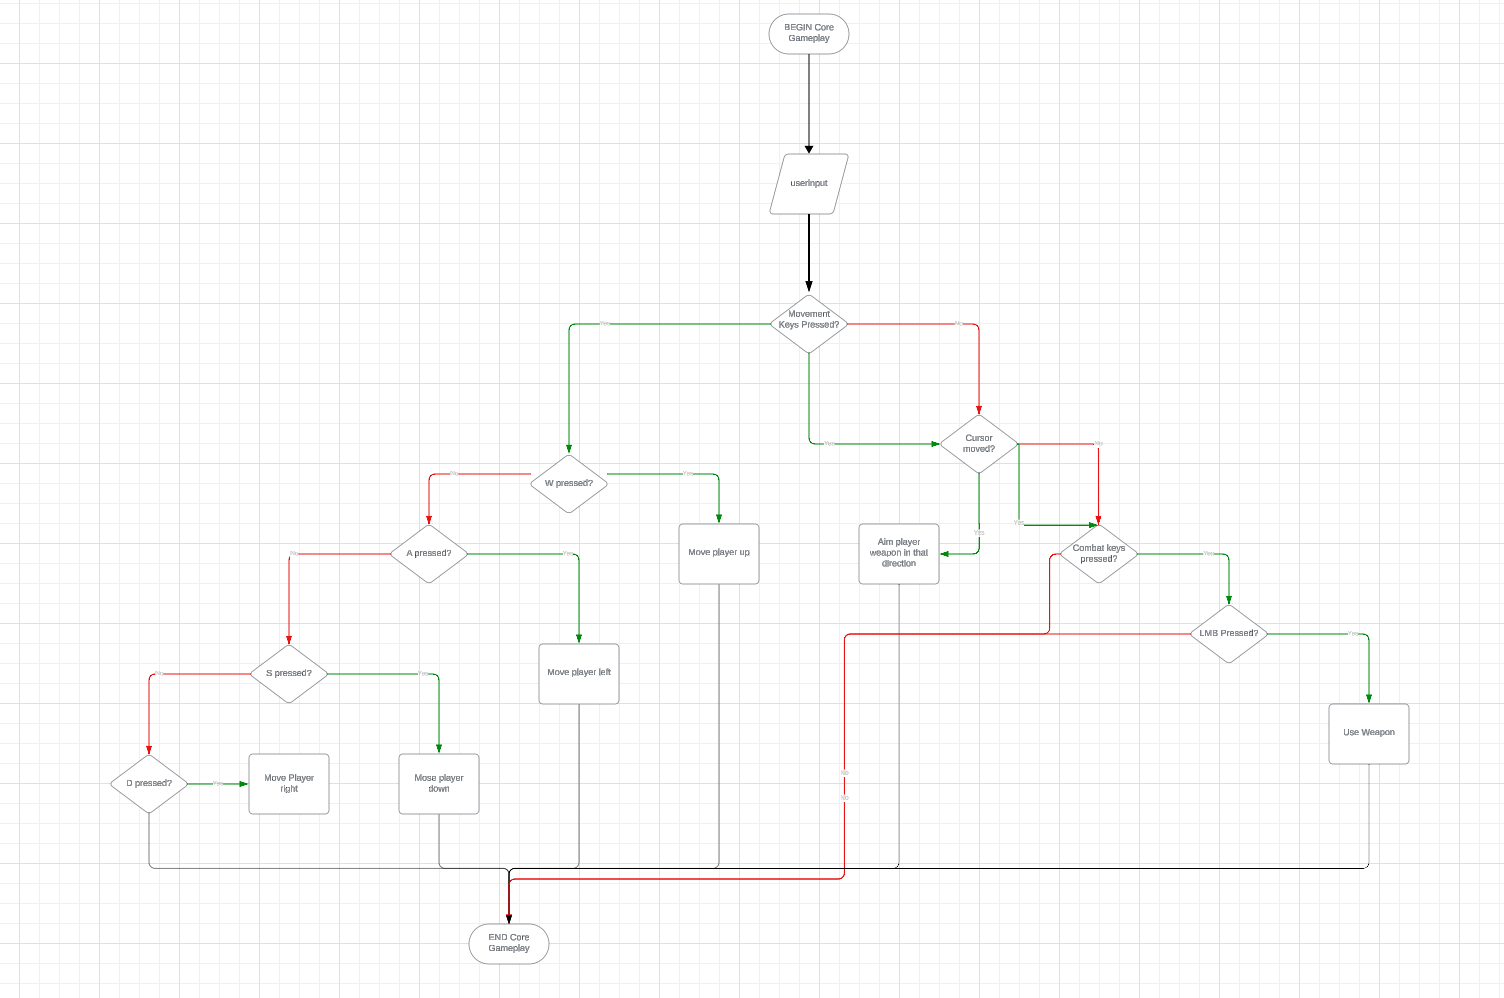 BEGIN Core
Gameplay
userInput
Movement
Keys Pressed?
Yes
No
Yes
Cursor
moved?
No
Yes
Yes
W pressed?
No
Yes
Move player up
Aim player
weapon in that
direction
Combat keys
pressed?
Yes
A pressed?
No
Yes
Move player left
LMB Pressed?
Yes
S pressed?
No
Yes
Use Weapon
D pressed?
Yes
Move Player
right
Mose player
down
No
No
END Core
Gameplay